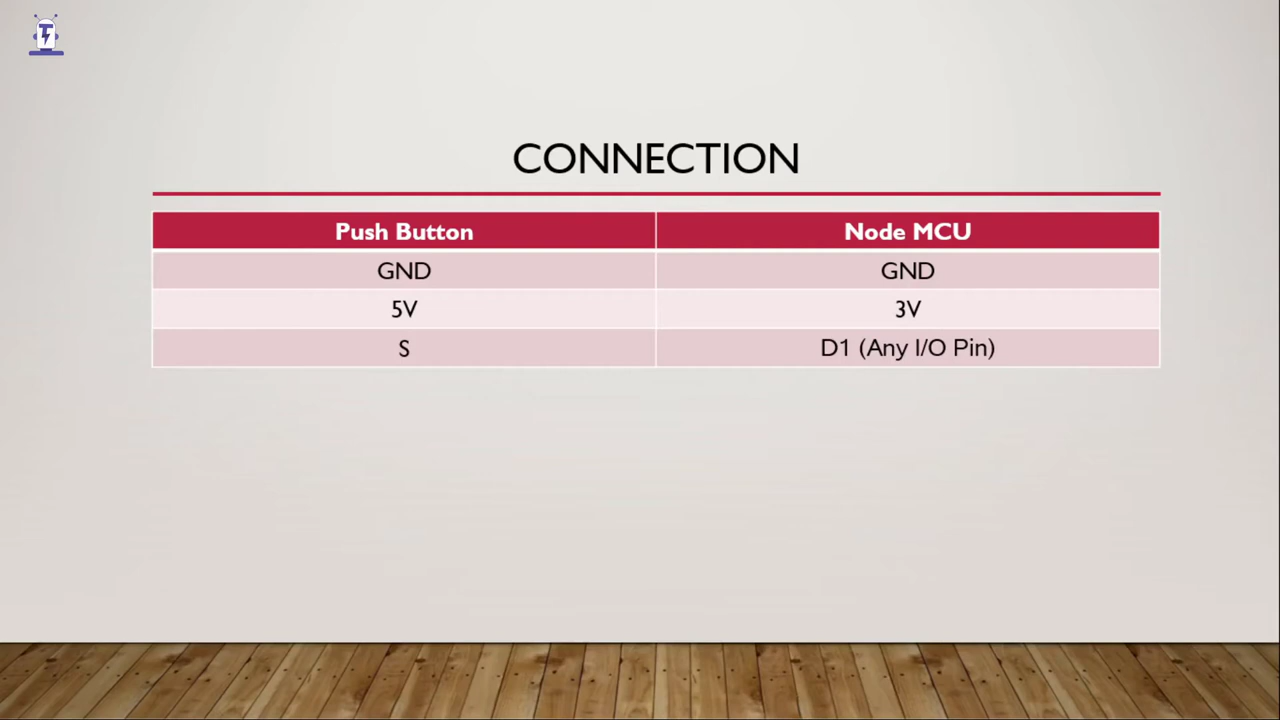 CONNECTION
Push Button Node MCU
GND GND
5V 3V
S D1 (Any I/O Pin)